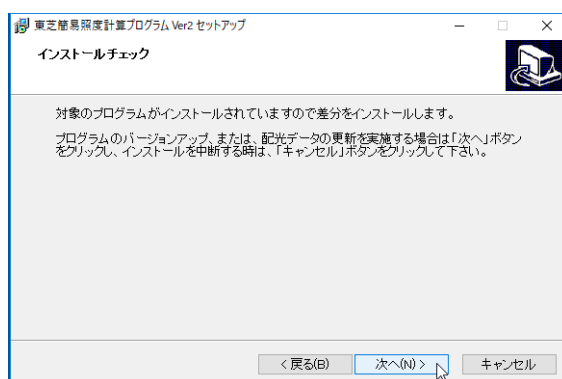 東芝簡易照度計算プログラム Ver2 セットアップ
インストールチェック
対象のプログラムがインストールされていますので差分をインストールします。
プログラムのバージョンアップ、または、配光データの更新を実施する場合は「次へ」ボタン
をクリックし、インストールを中断する時は、「キャンセル」ボタンをクリックして下さい。
< 戻る(B) 次へ(N) > キャンセル